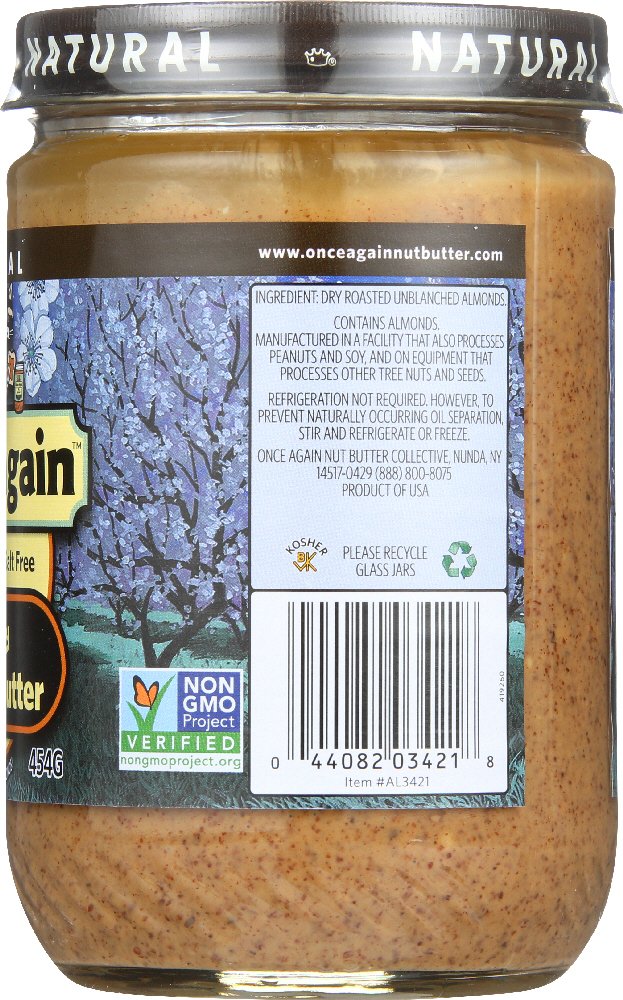 NATURAL NATURAL
AL
www.onceagainnutbutter.com
INGREDIENT: DRY ROASTED UNBLANCHED ALMONDS.
CONTAINS ALMONDS.
MANUFACTURED IN A FACILITY THAT ALSO PROCESSES
PEANUTS AND SOY, AND ON EQUIPMENT THAT
PROCESSES OTHER TREE NUTS AND SEEDS.
REFRIGERATION NOT REQUIRED. HOWEVER, TO
PREVENT NATURALLY OCCURRING OIL SEPARATION,
STIR AND REFRIGERATE OR FREEZE.
ONCE AGAIN NUT BUTTER COLLECTIVE, NUNDA, NY
14517-0429 (888) 800-8075
PRODUCT OF USA
KOSHER
BVK
PLEASE RECYCLE
GLASS JARS
gain™
alt Free
utter
454G
NON
GMO
Project
VERIFIED
nongmoproject.org
419250
0 44082 03421 8
Item #AL3421